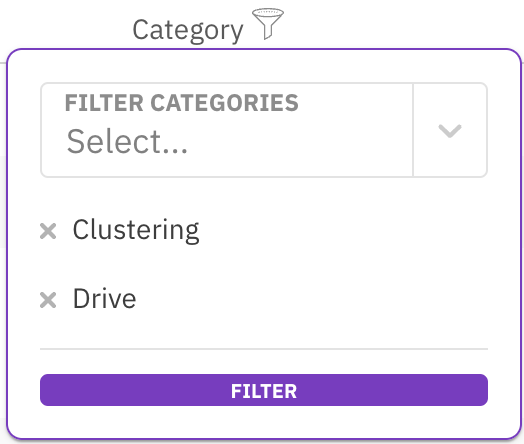 Category
FILTER CATEGORIES
Select...
Clustering
Drive
FILTER